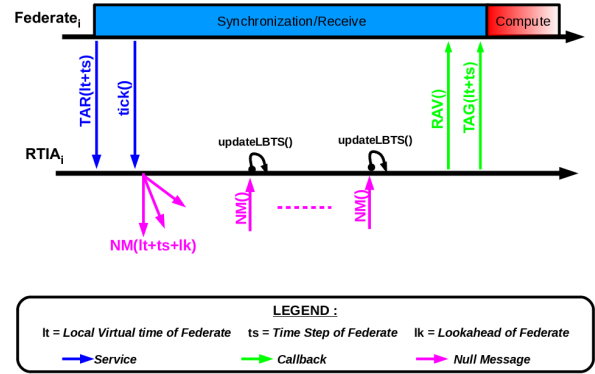 Federate i
Synchronization/Receive
Compute
TAR(lt+ts)
tick()
RAV()
TAG(lt+ts)
updateLBTS()
updateLBTS()
RTIA i
NM()
NM()
NM(lt+ts+lk)
LEGEND :
lt = Local Virtual time of Federate ts = Time Step of Federate lk = Lookahead of Federate
Service Callback Null Message